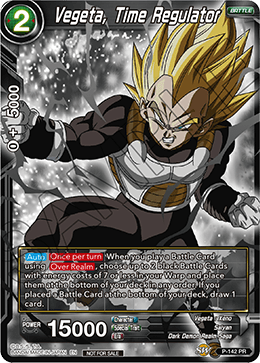 2
Vegeta, Time Regulator
BATTLE
0 +1 5000
Auto Once per turn When you play a Battle Card
using Over Realm, choose up to 2 black Battle Cards
with energy costs of 7 or less in your Warp and place
them at the bottom of your deck in any order. If you
placed a Card at the bottom of your deck, draw 1
card.
POWER
15000
Character
Vegeta : Xeno
Special Trait
Saiyan
Era
Dark Demon Realm Saga
NOT FOR SALE
P-142 PR